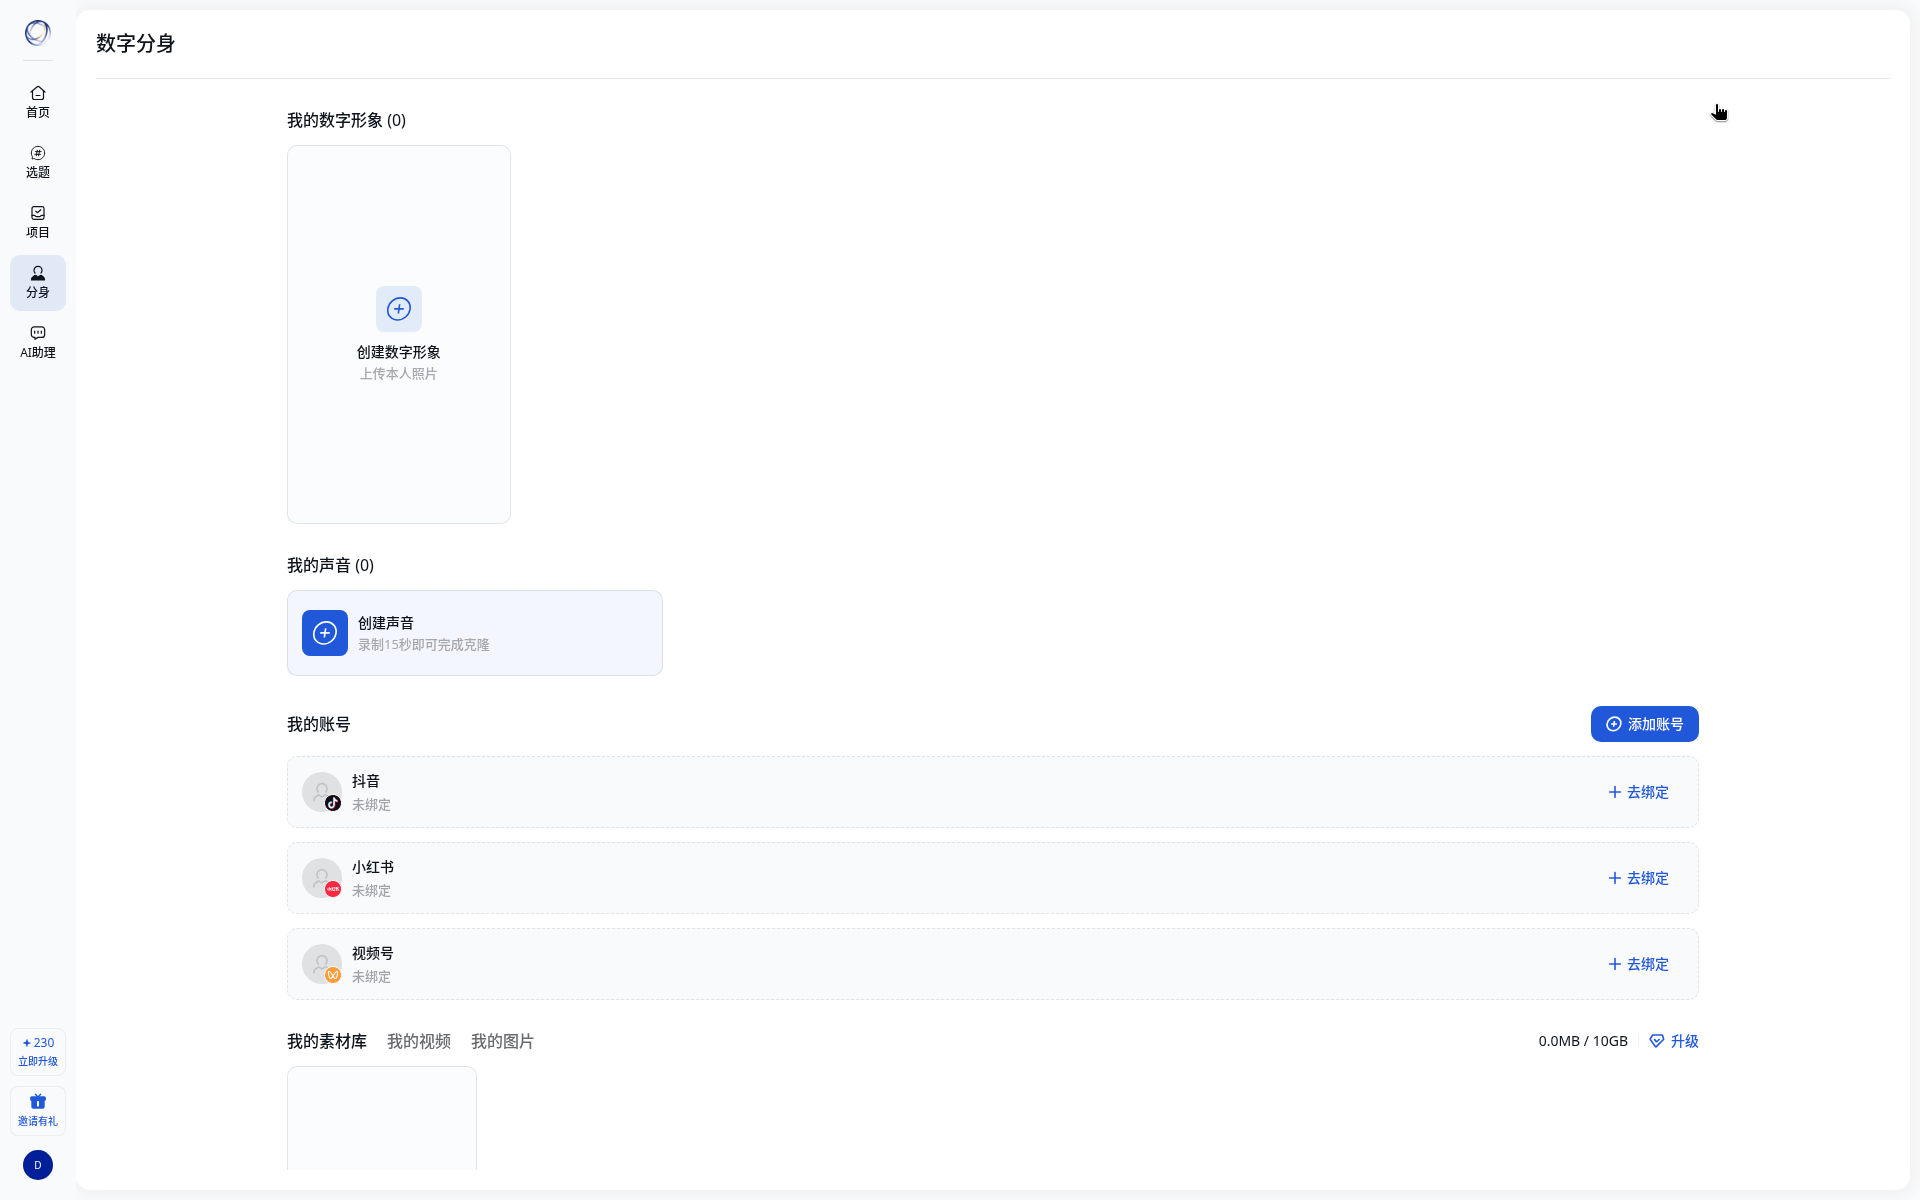 数字分身
首页
选题
项目
分身
AI助理
我的数字形象 (0)
创建数字形象
上传本人照片
我的声音 (0)
创建声音
录制15秒即可完成克隆
我的账号
添加账号
抖音
未绑定
去绑定
小红书
未绑定
去绑定
视频号
未绑定
去绑定
我的素材库 我的视频 我的图片
0.0MB / 10GB 升级
230
立即升级
邀请有礼
D